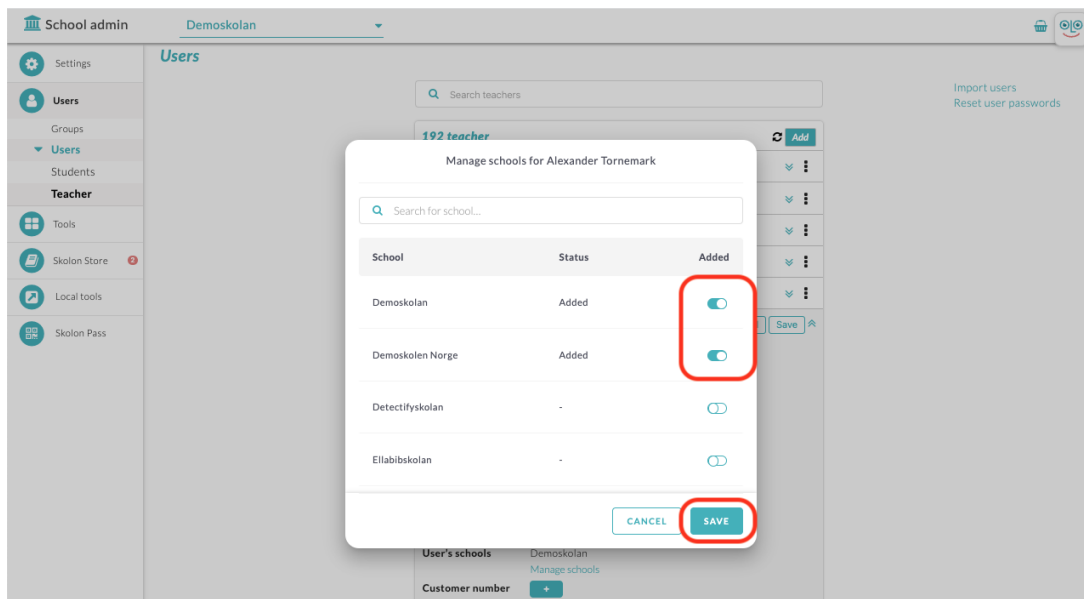 School admin
Demoskolan
Settings
Users
Groups
Users
Students
Teacher
Tools
Skolon Store 2
Local tools
Skolon Pass
Users
Search teachers
Import users
Reset user passwords
192 teacher
Add
Manage schools for Alexander Tornemark
Search for school...
School Status Added
Demoskolan Added
Demoskolen Norge Added
Detectifyskolan -
Ellabibskolan -
CANCEL SAVE
Save
User's schools Demoskolan
Manage schools
Customer number +